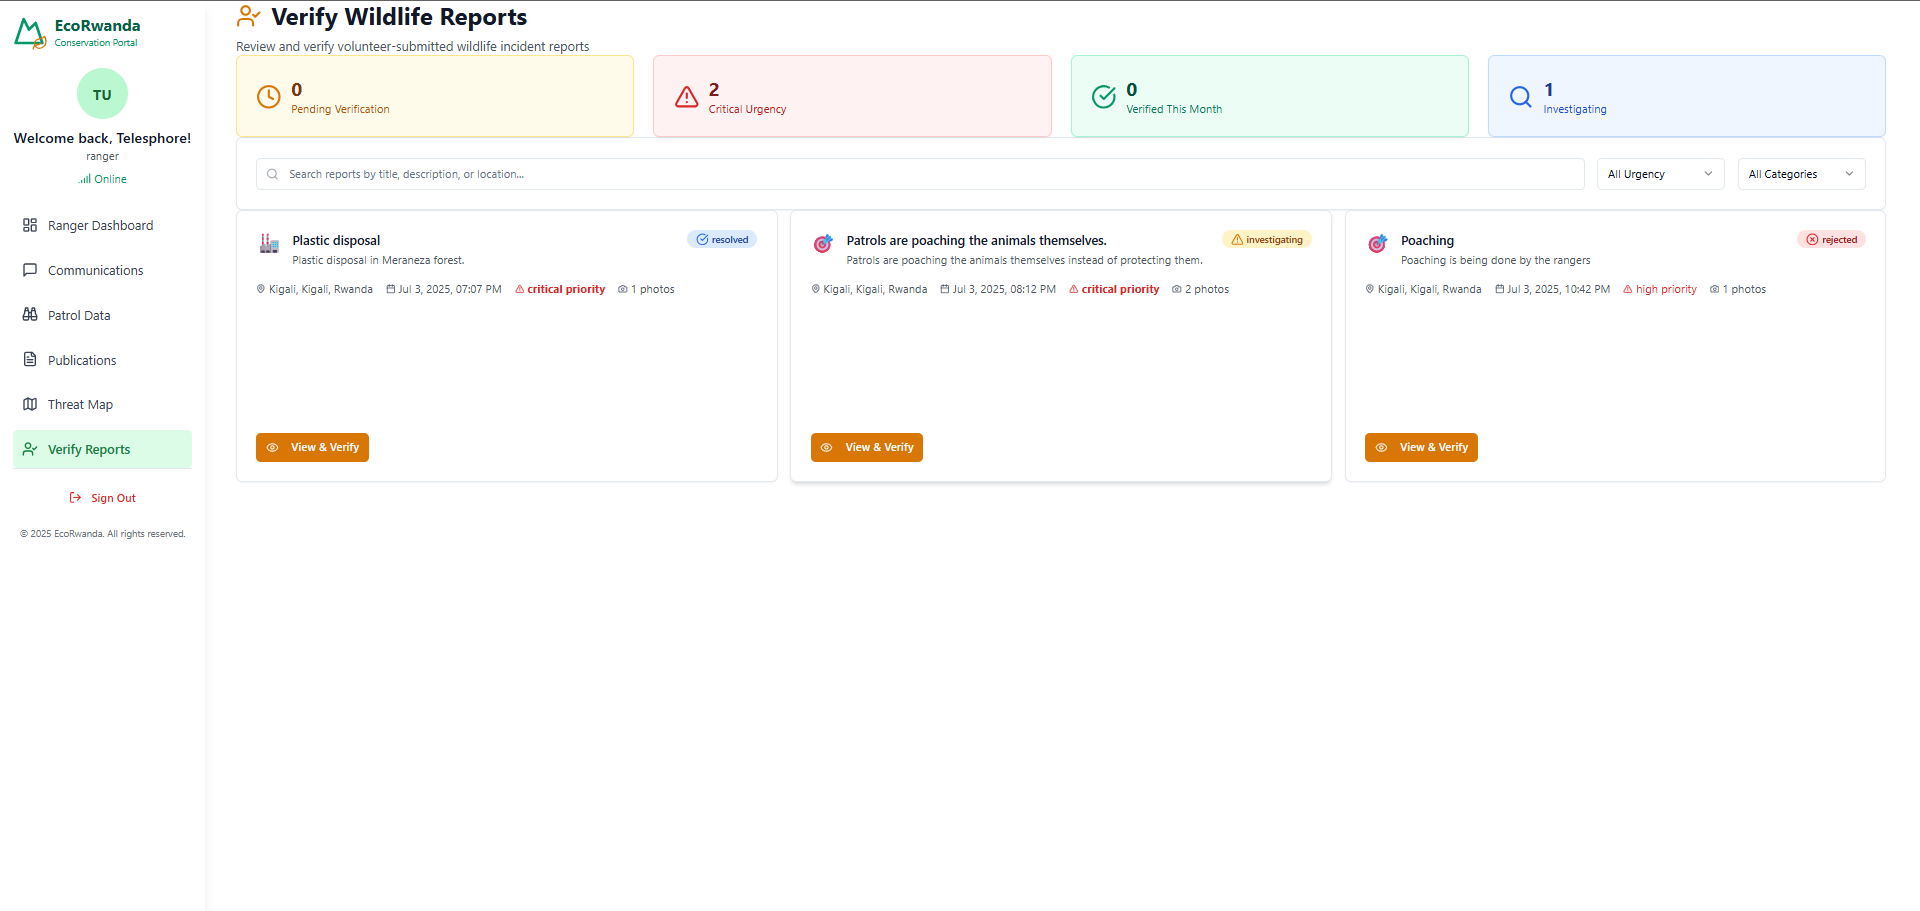 EcoRwanda
Conservation Portal
TU
Welcome back, Telesphore!
ranger
Online
Ranger Dashboard
Communications
Patrol Data
Publications
Threat Map
Verify Reports
Sign Out
© 2025 EcoRwanda. All rights reserved.
Verify Wildlife Reports
Review and verify volunteer-submitted wildlife incident reports
0
Pending Verification
2
Critical Urgency
0
Verified This Month
1
Investigating
Search reports by title, description, or location...
All Urgency
All Categories
Plastic disposal
resolved
Plastic disposal in Meraneza forest.
Kigali, Kigali, Rwanda Jul 3, 2025, 07:07 PM critical priority 1 photos
View & Verify
Patrols are poaching the animals themselves.
investigating
Patrols are poaching the animals themselves instead of protecting them.
Kigali, Kigali, Rwanda Jul 3, 2025, 08:12 PM critical priority 2 photos
View & Verify
Poaching
rejected
Poaching is being done by the rangers
Kigali, Kigali, Rwanda Jul 3, 2025, 10:42 PM high priority 1 photos
View & Verify